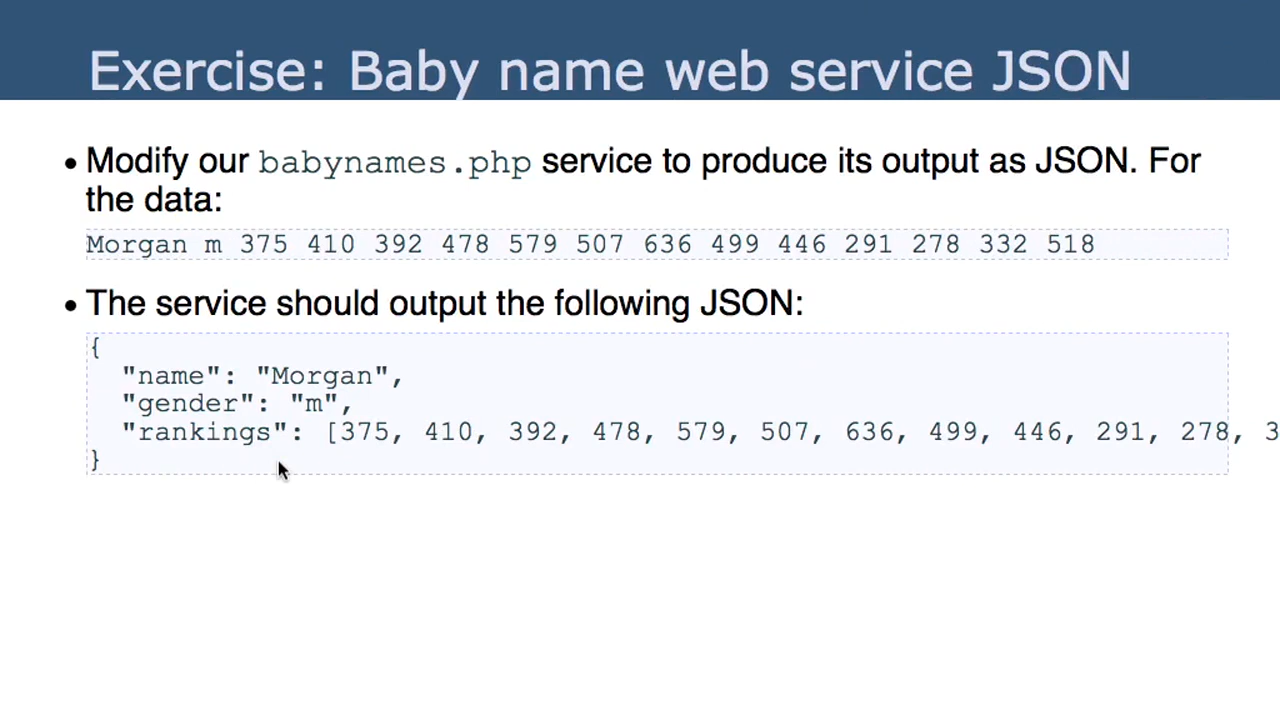 Exercise: Baby name web service JSON
• Modify our babynames.php service to produce its output as JSON. For
the data:
Morgan m 375 410 392 478 579 507 636 499 446 291 278 332 518
• The service should output the following JSON:
{
"name": "Morgan",
"gender": "m",
"rankings": [375, 410, 392, 478, 579, 507, 636, 499, 446, 291, 278, 3
}